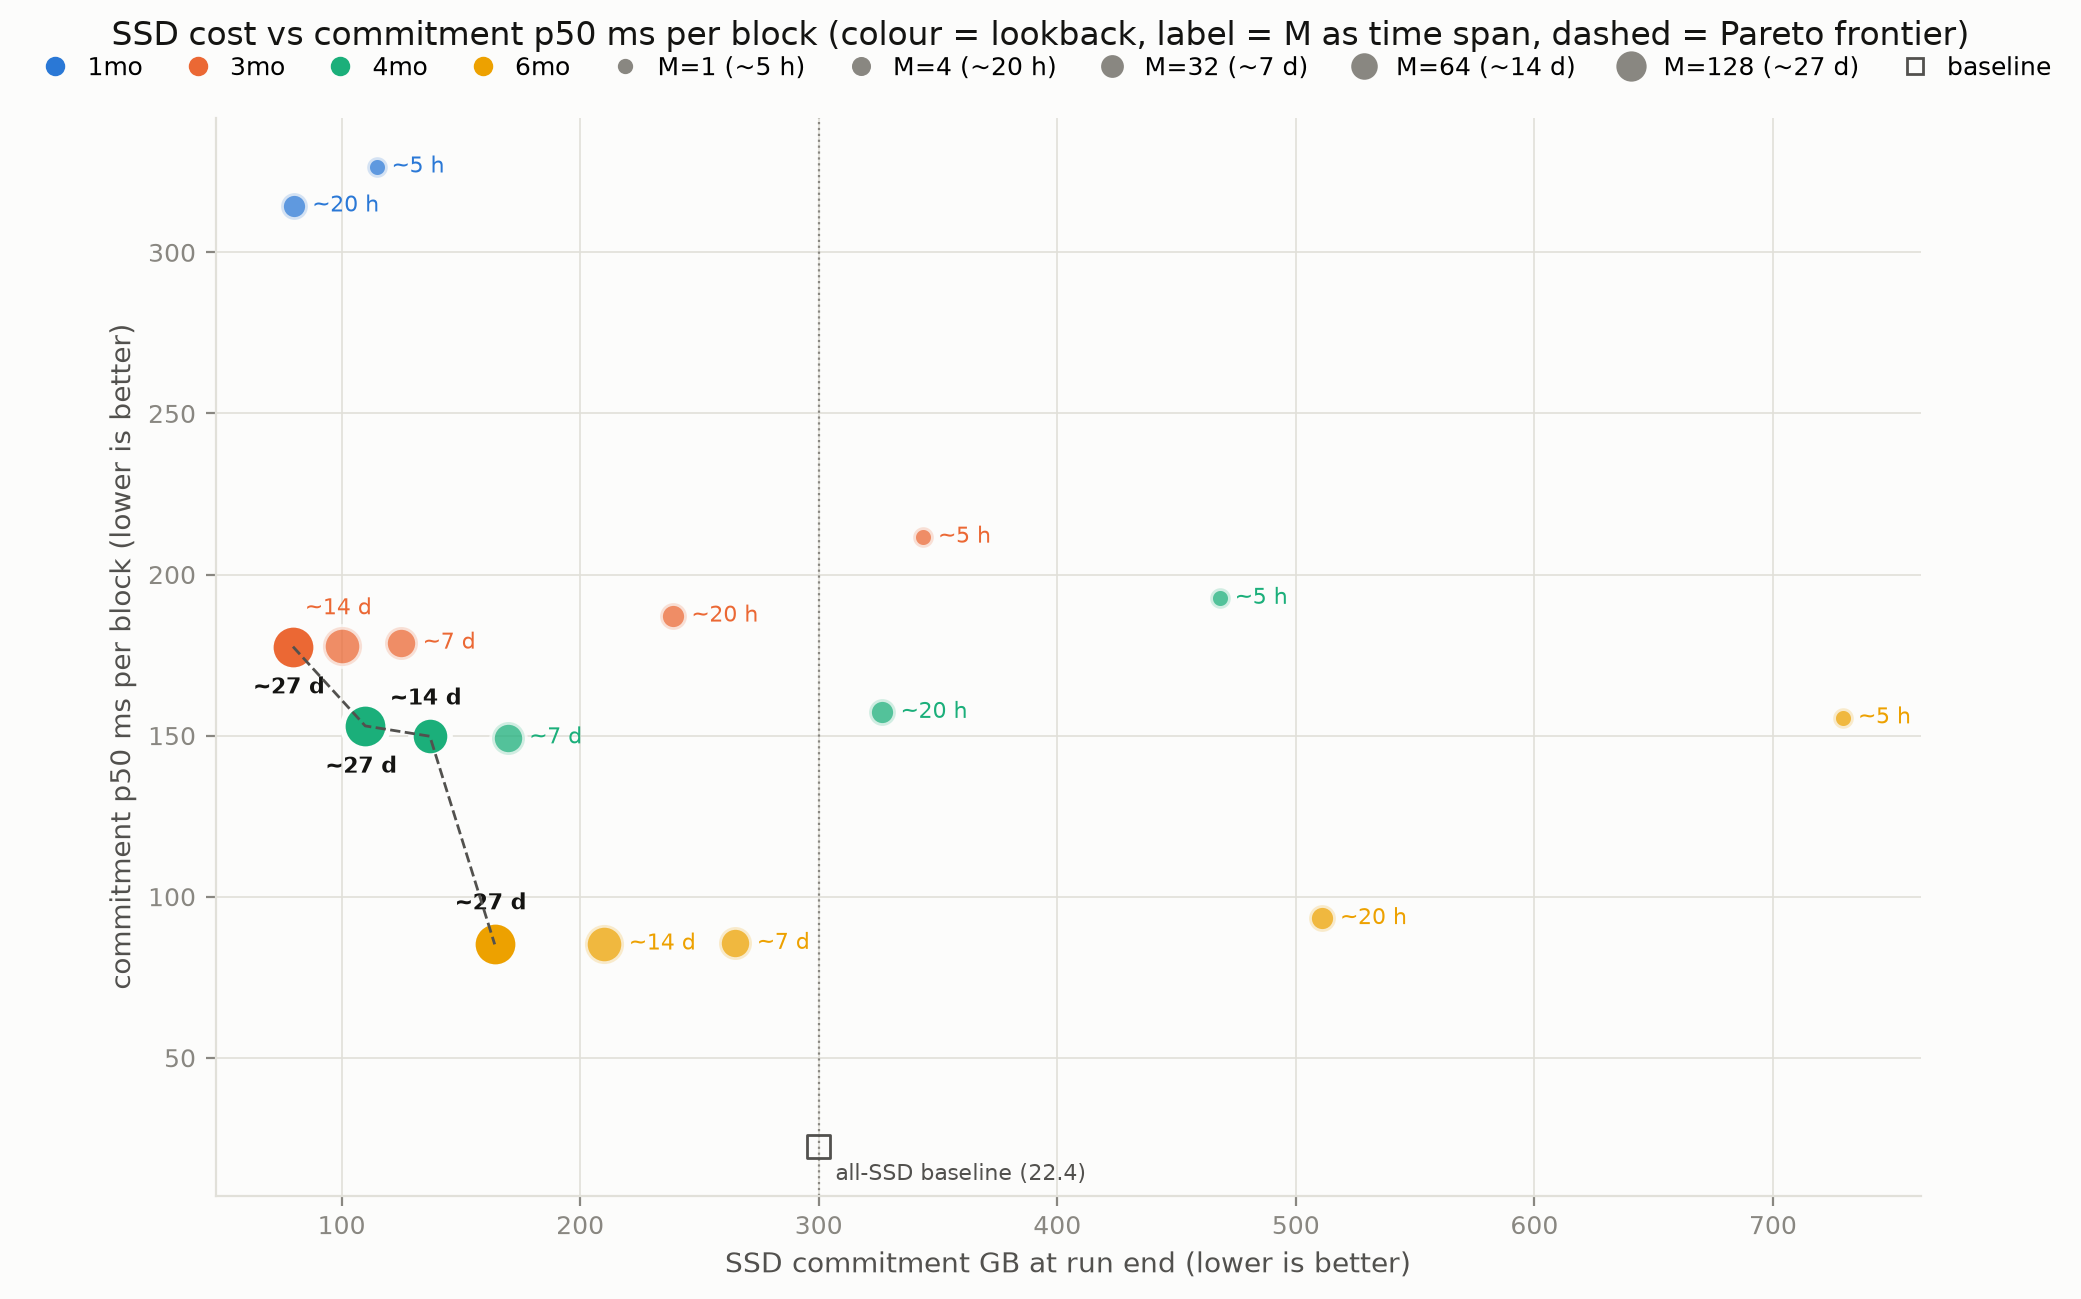 SSD cost vs commitment p50 ms per block (colour = lookback, label = M as time span, dashed = Pareto frontier)
1mo 3mo 4mo 6mo M=1 (~5 h) M=4 (~20 h) M=32 (~7 d) M=64 (~14 d) M=128 (~27 d) baseline
~5 h
~20 h
300
250
~5 h
200
~14 d
~20 h
~5 h
~7 d
~27 d
~14 d
~20 h
~5 h
150
~7 d
~27 d
100
~27 d
~20 h
~14 d
~7 d
50
all-SSD baseline (22.4)
commitment p50 ms per block (lower is better)
100 200 300 400 500 600 700
SSD commitment GB at run end (lower is better)